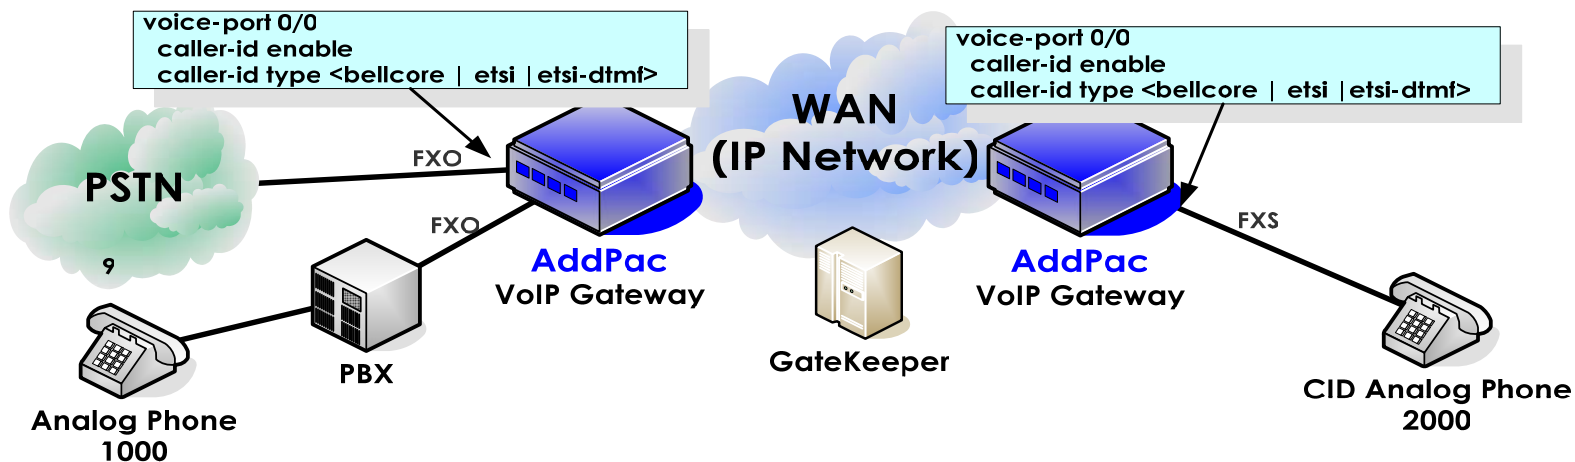 voice-port 0/0
caller-id enable
caller-id type <bellcore | etsi |etsi-dtmf>
voice-port 0/0
caller-id enable
caller-id type <bellcore | etsi |etsi-dtmf>
WAN
(IP Network)
PSTN
9
FXO
FXO
FXS
AddPac
VoIP Gateway
AddPac
VoIP Gateway
GateKeeper
PBX
Analog Phone
1000
CID Analog Phone
2000